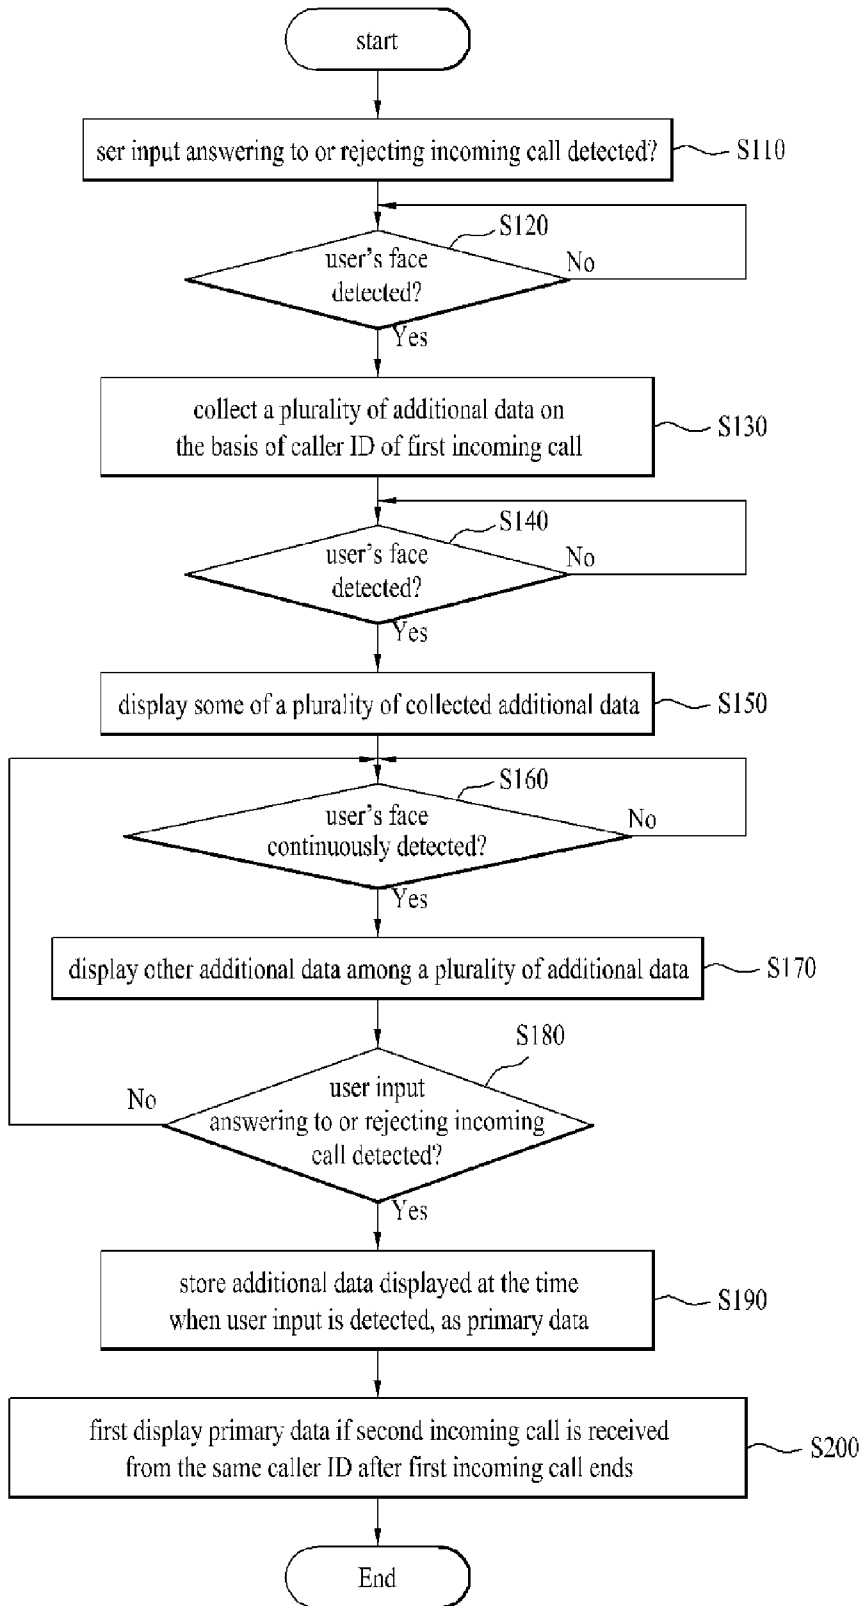 start
ser input answering to or rejecting incoming call detected?
S110
S120
user's face
detected?
No
Yes
collect a plurality of additional data on
the basis of caller ID of first incoming call
S130
S140
user's face
detected?
No
Yes
display some of a plurality of collected additional data
S150
S160
user's face
continuously detected?
No
Yes
display other additional data among a plurality of additional data
S170
S180
user input
answering to or rejecting incoming
call detected?
No
Yes
store additional data displayed at the time
when user input is detected, as primary data
S190
first display primary data if second incoming call is received
from the same caller ID after first incoming call ends
S200
End